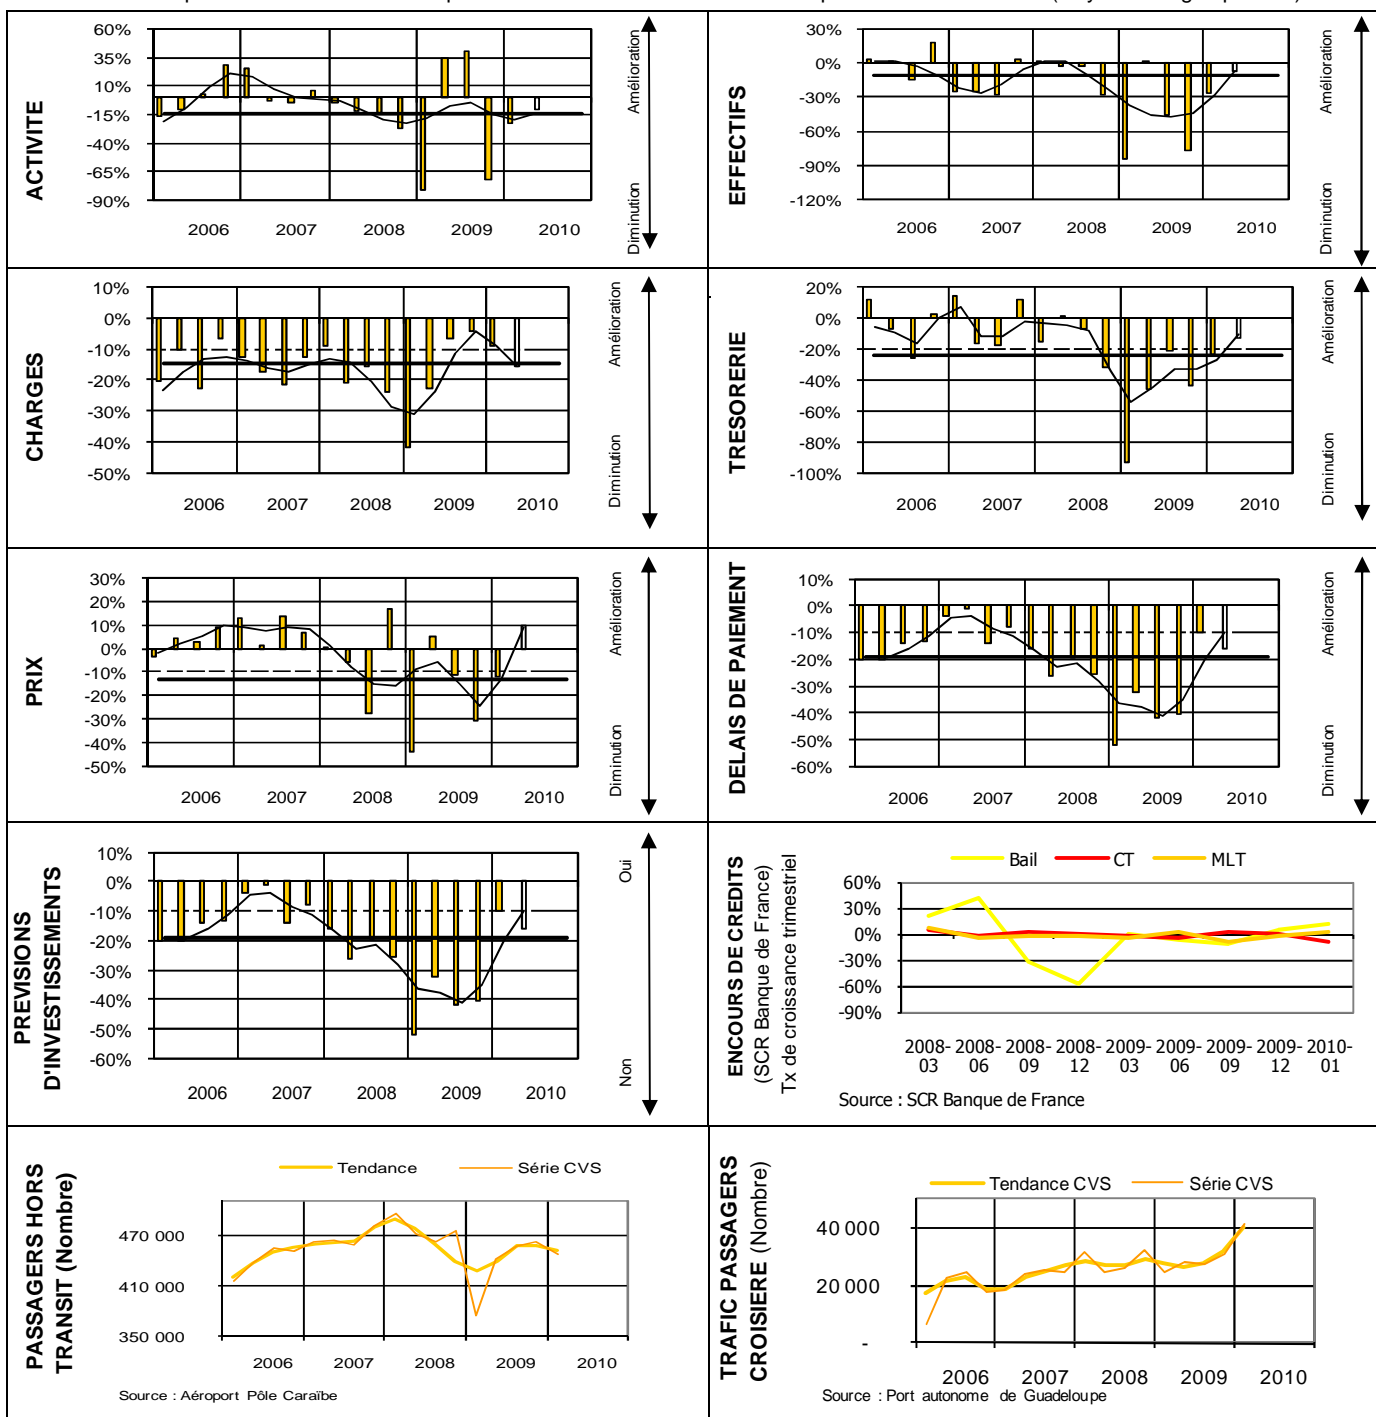 ACTIVITE
60%
35%
10%
-15%
-40%
-65%
-90%
2006 2007 2008 2009 2010
Amélioration
Diminution
EFFECTIFS
30%
0%
-30%
-60%
-90%
-120%
2006 2007 2008 2009 2010
Amélioration
Diminution
CHARGES
10%
0%
-10%
-20%
-30%
-40%
-50%
2006 2007 2008 2009 2010
Amélioration
Diminution
TRESORERIE
20%
0%
-20%
-40%
-60%
-80%
-100%
2006 2007 2008 2009 2010
Amélioration
Diminution
PRIX
30%
20%
10%
0%
-10%
-20%
-30%
-40%
-50%
2006 2007 2008 2009 2010
Amélioration
Diminution
DELAIS DE PAIEMENT
10%
0%
-10%
-20%
-30%
-40%
-50%
-60%
2006 2007 2008 2009 2010
Amélioration
Diminution
PREVISIONS
D'INVESTISSEMENTS
10%
0%
-10%
-20%
-30%
-40%
-50%
-60%
2006 2007 2008 2009 2010
Oui
Non
ENCOURS DE CREDITS
(SCR Banque de France)
Tx de croissance trimestriel
Bail CT MLT
60%
30%
0%
-30%
-60%
-90%
2008- 2008- 2008- 2008- 2009- 2009- 2009- 2009- 2010-
03 06 09 12 03 06 09 12 01
Source : SCR Banque de France
PASSAGERS HORS
TRANSIT (Nombre)
Tendance Série CVS
470 000
410 000
350 000
2006 2007 2008 2009 2010
Source : Aéroport Pôle Caraïbe
TRAFIC PASSAGERS
CROISIERE (Nombre)
Tendance CVS Série CVS
40 000
20 000
-
2006 2007 2008 2009 2010
Source : Port autonome de Guadeloupe